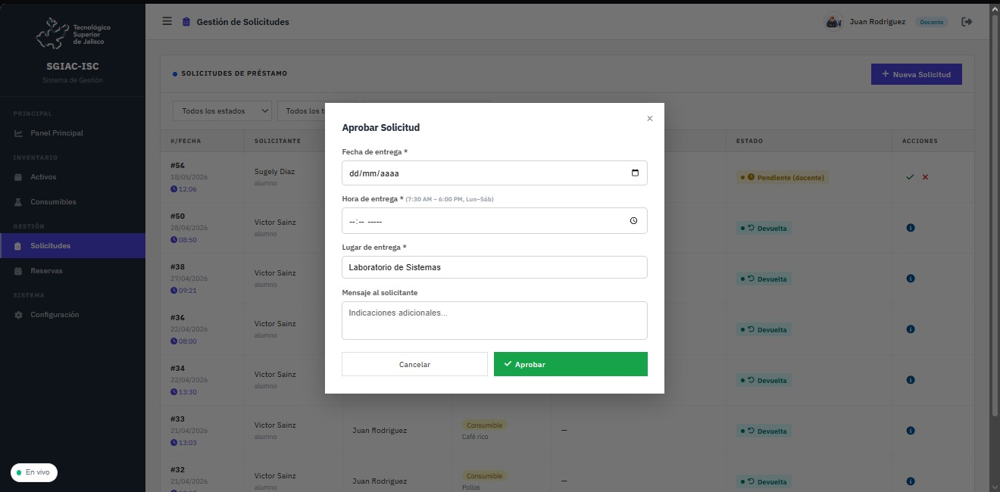 Tecnológico
Superior
de Jalisco
SGIAC-ISC
Sistema de Gestión
PRINCIPAL
Panel Principal
INVENTARIO
Activos
Consumibles
GESTIÓN
Solicitudes
Reservas
SISTEMA
Configuración
En vivo
Gestión de Solicitudes
Juan Rodriguez
Docente
SOLICITUDES DE PRÉSTAMO
+ Nueva Solicitud
Todos los estados
Todos los t
#/FECHA SOLICITANTE ESTADO ACCIONES
#56
18/05/2026
12:06
Sugely Diaz
alumno
Pendiente (docente)
#50
28/04/2026
08:50
Victor Sainz
alumno
Devuelta
#38
27/04/2026
09:21
Victor Sainz
alumno
Devuelta
#36
22/04/2026
08:00
Victor Sainz
alumno
Devuelta
#34
22/04/2026
13:30
Victor Sainz
alumno
Devuelta
#33
21/04/2026
13:03
Victor Sainz
alumno
Juan Rodriguez
Consumible
Café rico
—
Devuelta
#32
21/04/2026
Victor Sainz
alumno
Juan Rodriguez
Consumible
Pollos
—
Devuelta
Aprobar Solicitud
×
Fecha de entrega *
dd/mm/aaaa
Hora de entrega * (7:30 AM – 6:00 PM, Lun–Sáb)
--:-- -----
Lugar de entrega *
Laboratorio de Sistemas
Mensaje al solicitante
Indicaciones adicionales...
Cancelar
Aprobar